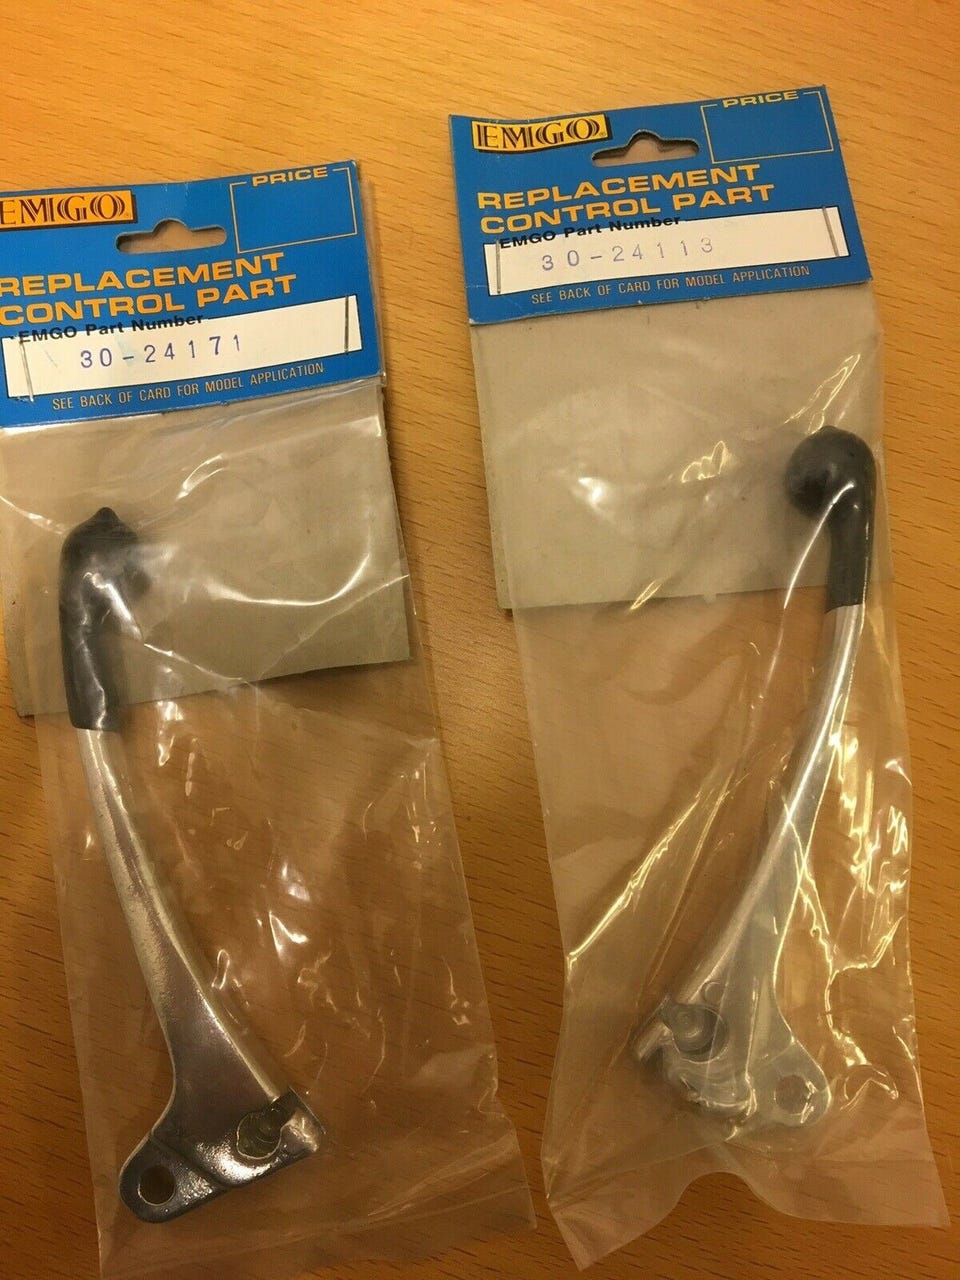 EMGO
PRICE
REPLACEMENT
CONTROL PART
EMGO Part Number
30-24171
SEE BACK OF CARD FOR MODEL APPLICATION
EMGO
PRICE
REPLACEMENT
CONTROL PART
EMGO Part Number
30-24113
SEE BACK OF CARD FOR MODEL APPLICATION